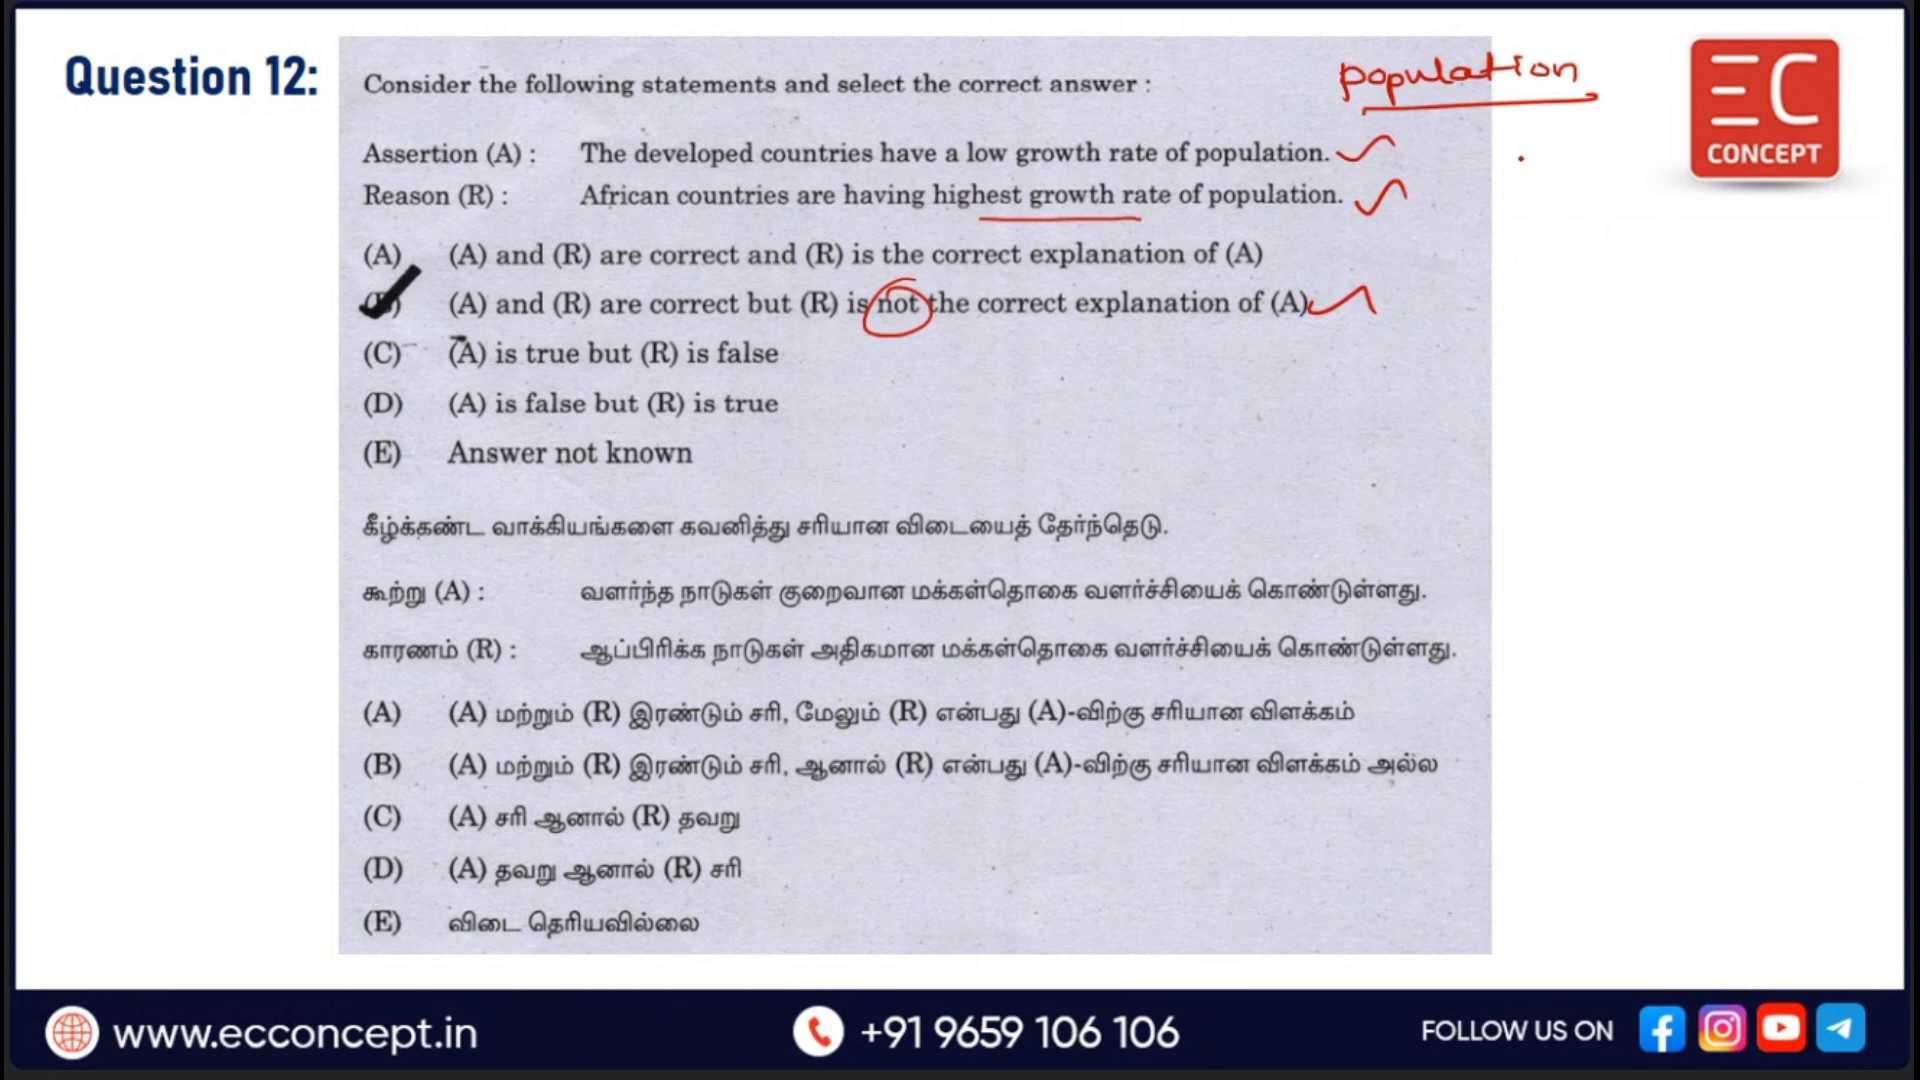 Question 12:
population
EC
CONCEPT
Consider the following statements and select the correct answer :
Assertion (A) : The developed countries have a low growth rate of population.
Reason (R) : African countries are having highest growth rate of population.
(A) (A) and (R) are correct and (R) is the correct explanation of (A)
(B) (A) and (R) are correct but (R) is not the correct explanation of (A)
(C) (A) is true but (R) is false
(D) (A) is false but (R) is true
(E) Answer not known
கீழ்க்கண்ட வாக்கியங்களை கவனித்து சரியான விடையைத் தேர்ந்தெடு.
கூற்று (A) : வளர்ந்த நாடுகள் குறைவான மக்கள்தொகை வளர்ச்சியைக் கொண்டுள்ளது.
காரணம் (R) : ஆப்பிரிக்க நாடுகள் அதிகமான மக்கள்தொகை வளர்ச்சியைக் கொண்டுள்ளது.
(A) (A) மற்றும் (R) இரண்டும் சரி, மேலும் (R) என்பது (A)-விற்கு சரியான விளக்கம்
(B) (A) மற்றும் (R) இரண்டும் சரி, ஆனால் (R) என்பது (A)-விற்கு சரியான விளக்கம் அல்ல
(C) (A) சரி ஆனால் (R) தவறு
(D) (A) தவறு ஆனால் (R) சரி
(E) விடை தெரியவில்லை
www.ecconcept.in +91 9659 106 106 FOLLOW US ON